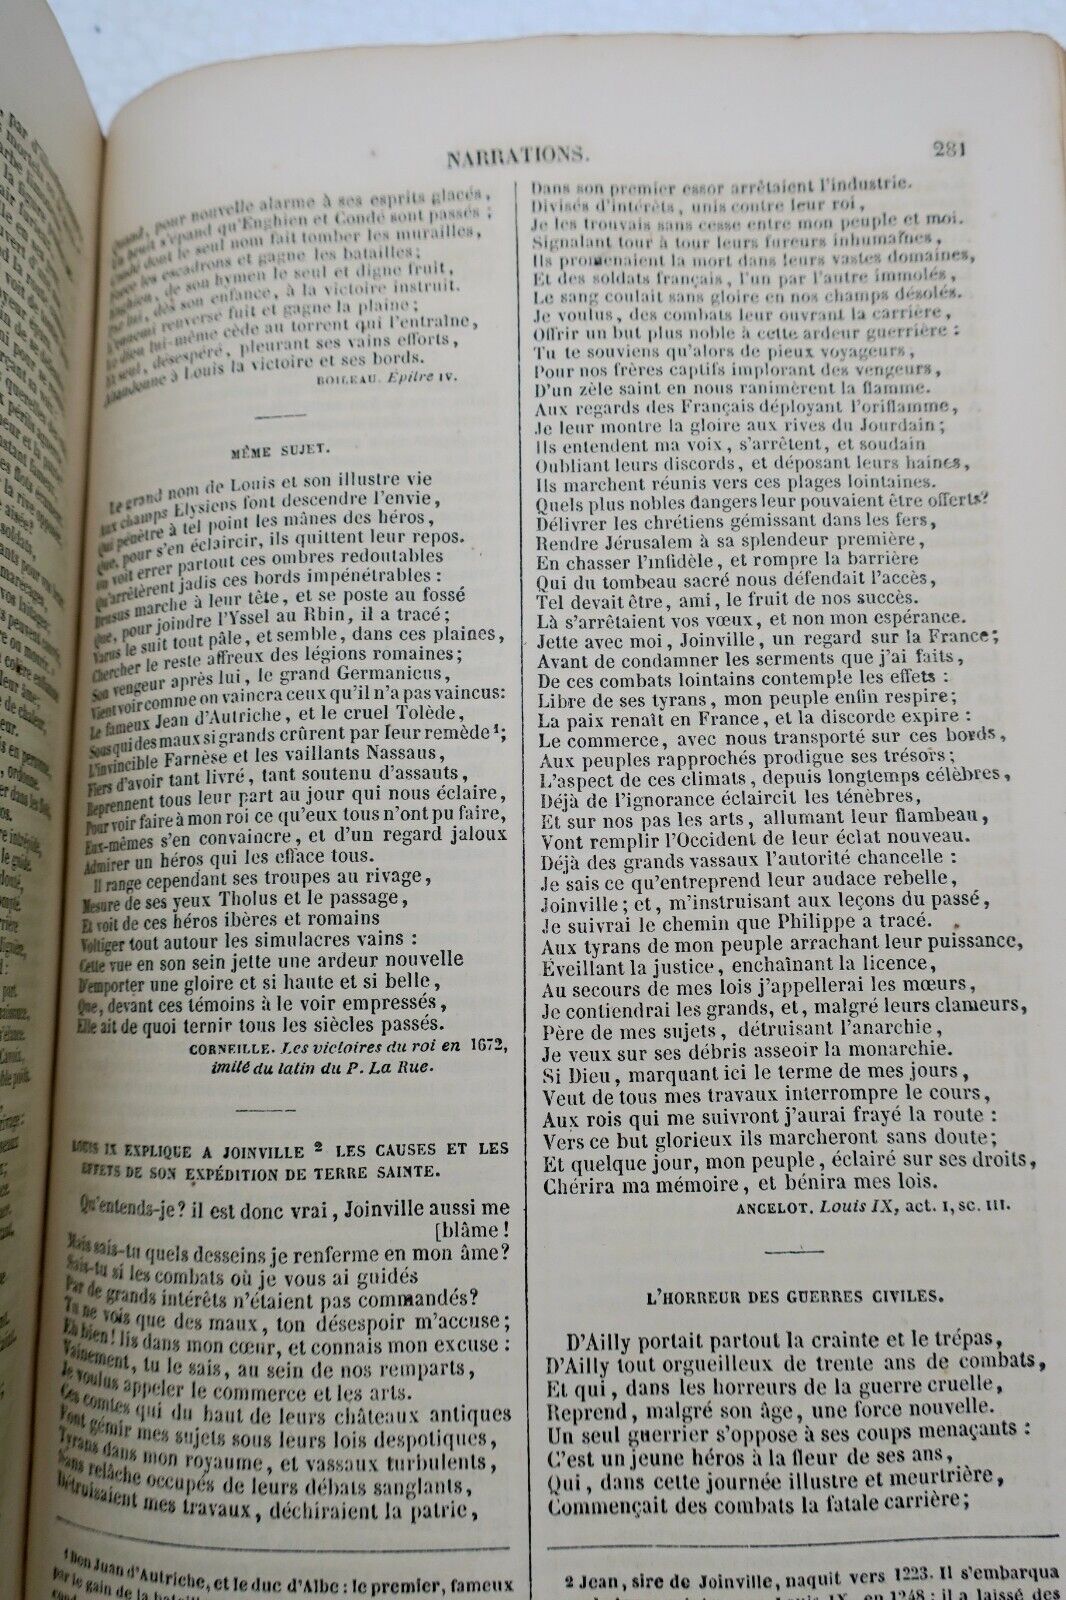 NARRATIONS.
281
Quand, pour nouvelle alarme à ses esprits glacés,
Un bruit s'épand qu'Enghien et Condé sont passés ;
Condé dont le seul nom fait tomber les murailles,
Force les escadrons et gagne les batailles ;
Enghien, de son hymen le seul et digne fruit,
Par lui, dès son enfance, à la victoire instruit.
L'ennemi renversé fuit et gagne la plaine ;
Le dieu lui-même cède au torrent qui l'entraîne,
Et seul, désespéré, pleurant ses vains efforts,
Abandonne à Louis la victoire et ses bords.
BOILEAU. Epître IV.
MÊME SUJET.
Le grand nom de Louis et son illustre vie
Aux champs Elysiens font descendre l'envie,
Qui pénètre à tel point les mânes des héros,
Que, pour s'en éclaircir, ils quittent leur repos.
On voit errer partout ces ombres redoutables
Qu'arrêtèrent jadis ces bords impénétrables :
Drusus marche à leur tête, et se poste au fossé
Que, pour joindre l'Yssel au Rhin, il a tracé ;
Varus le suit tout pâle, et semble, dans ces plaines,
Chercher le reste affreux des légions romaines ;
Son vengeur après lui, le grand Germanicus,
Vient voir comme on vaincra ceux qu'il n'a pas vaincus:
Le fameux Jean d'Autriche, et le cruel Tolède,
Sous qui des maux si grands crûrent par leur remède¹;
L'invincible Farnèse et les vaillants Nassaus,
Fiers d'avoir tant livré, tant soutenu d'assauts,
Reprennent tous leur part au jour qui nous éclaire,
Pour voir faire à mon roi ce qu'eux tous n'ont pu faire,
Eux-mêmes s'en convaincre, et d'un regard jaloux
Admirer un héros qui les efface tous.
Il range cependant ses troupes au rivage,
Mesure de ses yeux Tholus et le passage,
Et voit de ces héros ibères et romains
Voltiger tout autour les simulacres vains :
Cette vue en son sein jette une ardeur nouvelle
D'emporter une gloire et si haute et si belle,
Que, devant ces témoins à le voir empressés,
Elle ait de quoi ternir tous les siècles passés.
CORNEILLE. Les victoires du roi en 1672,
imité du latin du P. La Rue.
LOUIS IX EXPLIQUE A JOINVILLE ² LES CAUSES ET LES
EFFETS DE SON EXPÉDITION DE TERRE SAINTE.
Qu'entends-je? il est donc vrai, Joinville aussi me
[blâme !
Mais sais-tu quels desseins je renferme en mon âme?
Sais-tu si les combats où je vous ai guidés
Par de grands intérêts n'étaient pas commandés?
Tu ne vois que des maux, ton désespoir m'accuse ;
Eh bien! lis dans mon cœur, et connais mon excuse :
Vainement, tu le sais, au sein de nos remparts,
Je voulus appeler le commerce et les arts.
Ces comtes qui du haut de leurs châteaux antiques
Font gémir mes sujets sous leurs lois despotiques,
Tyrans dans mon royaume, et vassaux turbulents,
Sans relâche occupés de leurs débats sanglants,
Détruisaient mes travaux, déchiraient la patrie,
¹ Don Juan d'Autriche, et le duc d'Albe : le premier, fameux
par le gain de la
Dans son premier essor arrêtaient l'industrie.
Divisés d'intérêts, unis contre leur roi,
Je les trouvais sans cesse entre mon peuple et moi.
Signalant tour à tour leurs fureurs inhumaines,
Ils promenaient la mort dans leurs vastes domaines,
Et des soldats français, l'un par l'autre immolés,
Le sang coulait sans gloire en nos champs désolés.
Je voulus, des combats leur ouvrant la carrière,
Offrir un but plus noble à cette ardeur guerrière :
Tu te souviens qu'alors de pieux voyageurs,
Pour nos frères captifs implorant des vengeurs,
D'un zèle saint en nous ranimèrent la flamme.
Aux regards des Français déployant l'oriflamme,
Je leur montre la gloire aux rives du Jourdain ;
Ils entendent ma voix, s'arrêtent, et soudain
Oubliant leurs discords, et déposant leurs haines,
Ils marchent réunis vers ces plages lointaines.
Quels plus nobles dangers leur pouvaient être offerts?
Délivrer les chrétiens gémissant dans les fers,
Rendre Jérusalem à sa splendeur première,
En chasser l'infidèle, et rompre la barrière
Qui du tombeau sacré nous défendait l'accès,
Tel devait être, ami, le fruit de nos succès.
Là s'arrêtaient vos vœux, et non mon espérance.
Jette avec moi, Joinville, un regard sur la France ;
Avant de condamner les serments que j'ai faits,
De ces combats lointains contemple les effets :
Libre de ses tyrans, mon peuple enfin respire ;
La paix renaît en France, et la discorde expire :
Le commerce, avec nous transporté sur ces bords,
Aux peuples rapprochés prodigue ses trésors ;
L'aspect de ces climats, depuis longtemps célèbres,
Déjà de l'ignorance éclaircit les ténèbres,
Et sur nos pas les arts, allumant leur flambeau,
Vont remplir l'Occident de leur éclat nouveau.
Déjà des grands vassaux l'autorité chancelle :
Je sais ce qu'entreprend leur audace rebelle,
Joinville ; et, m'instruisant aux leçons du passé,
Je suivrai le chemin que Philippe a tracé.
Aux tyrans de mon peuple arrachant leur puissance,
Eveillant la justice, enchaînant la licence,
Au secours de mes lois j'appellerai les mœurs,
Je contiendrai les grands, et, malgré leurs clameurs,
Père de mes sujets, détruisant l'anarchie,
Je veux sur ses débris asseoir la monarchie.
Si Dieu, marquant ici le terme de mes jours,
Veut de tous mes travaux interrompre le cours,
Aux rois qui me suivront j'aurai frayé la route :
Vers ce but glorieux ils marcheront sans doute ;
Et quelque jour, mon peuple, éclairé sur ses droits,
Chérira ma mémoire, et bénira mes lois.
ANCELOT. Louis IX, act. I, sc. III.
L'HORREUR DES GUERRES CIVILES.
D'Ailly portait partout la crainte et le trépas,
D'Ailly tout orgueilleux de trente ans de combats,
Et qui, dans les horreurs de la guerre cruelle,
Reprend, malgré son âge, une force nouvelle.
Un seul guerrier s'oppose à ses coups menaçants :
C'est un jeune héros à la fleur de ses ans,
Qui, dans cette journée illustre et meurtrière,
Commençait des combats la fatale carrière ;
² Jean, sire de Joinville, naquit vers 1223. Il s'embarqua
en 1248 ; il a laissé des